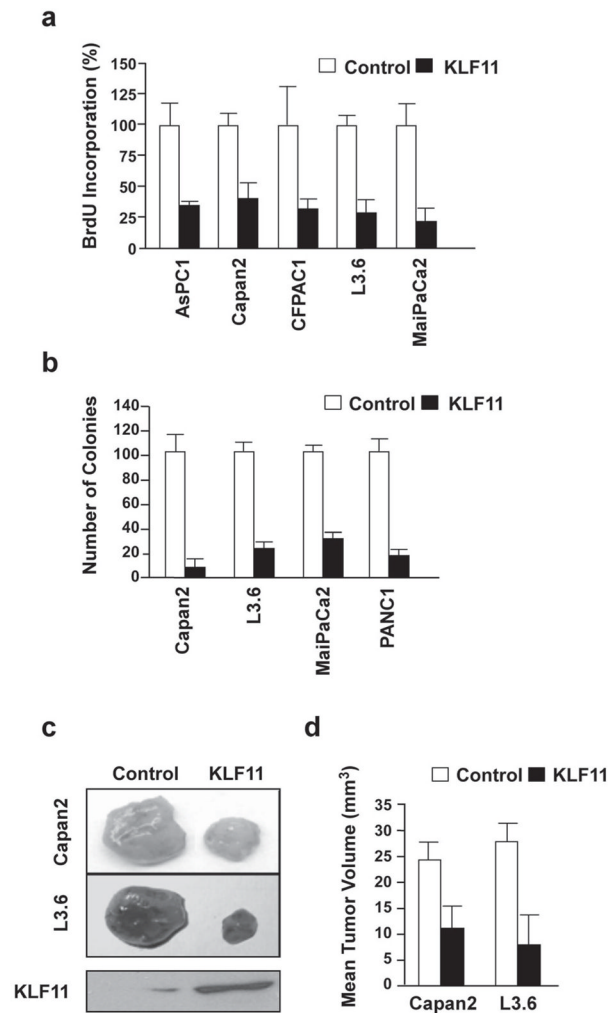 a
Control KLF11
BrdU Incorporation (%)
150
125
100
75
50
25
0
AsPC1
Capan2
CFPAC1
L3.6
MaiPaCa2
b
Control KLF11
Number of Colonies
140
120
100
80
60
40
20
0
Capan2
L3.6
MaiPaCa2
PANC1
c
Control KLF11
Capan2
L3.6
KLF11
d
Control KLF11
Mean Tumor Volume (mm³)
35
30
25
20
15
10
5
0
Capan2 L3.6